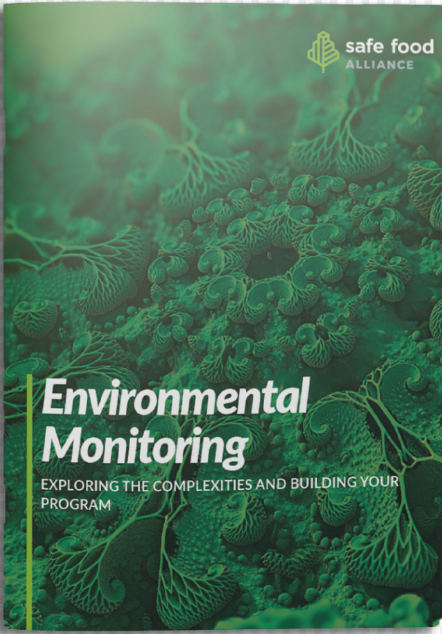 safe food
ALLIANCE
Environmental
Monitoring
EXPLORING THE COMPLEXITIES AND BUILDING YOUR
PROGRAM